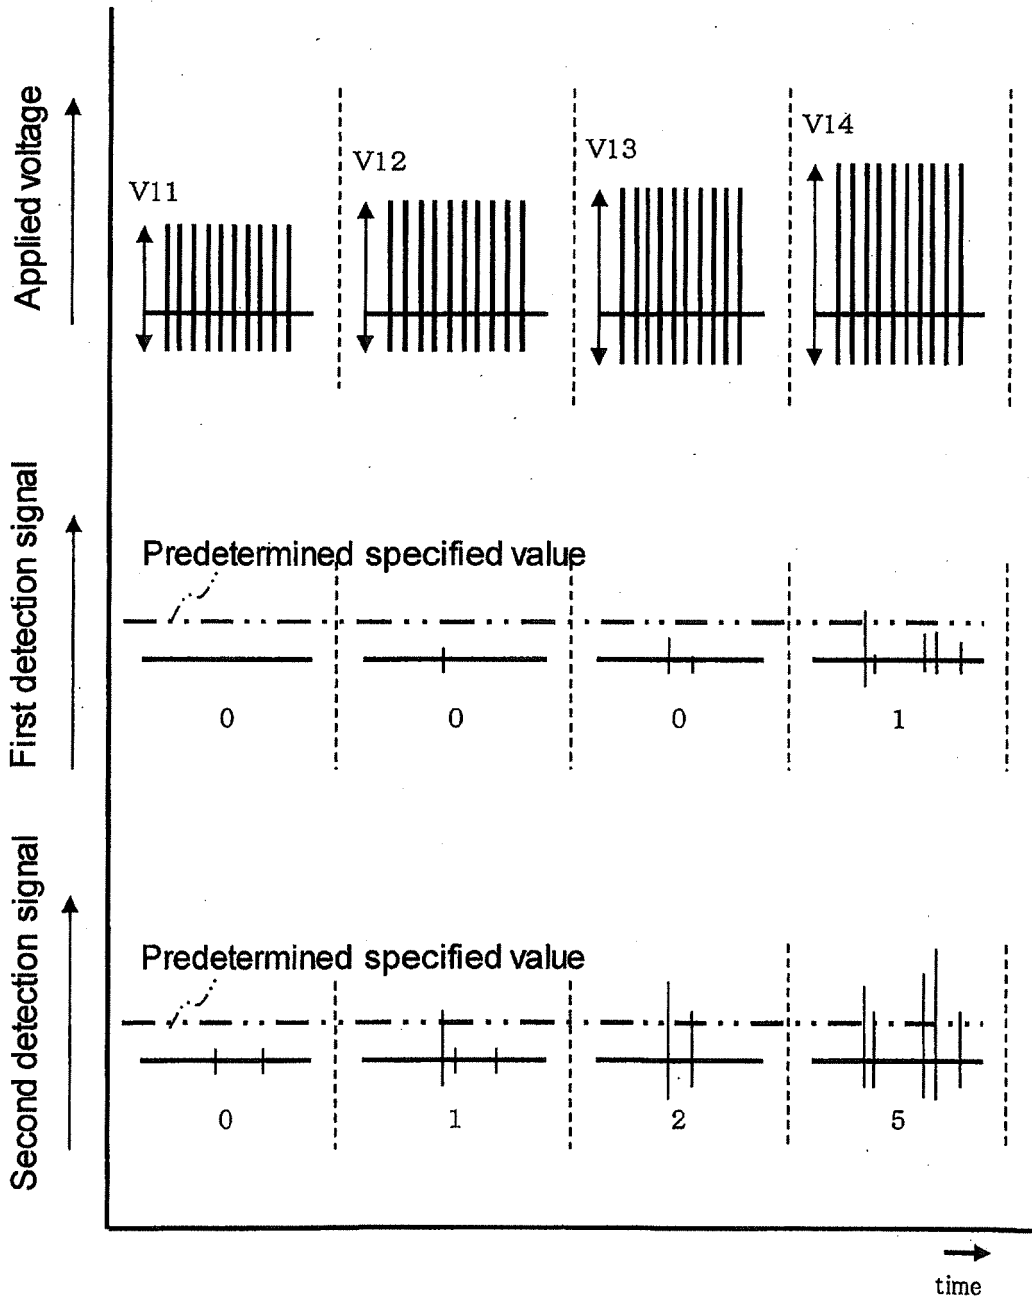 Applied voltage
V11
V12
V13
V14
First detection signal
Predetermined specified value
0
0
0
1
Second detection signal
Predetermined specified value
0
1
2
5
time